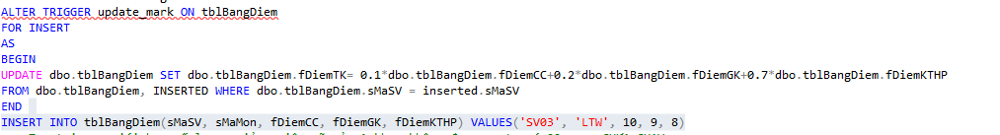 ALTER TRIGGER update_mark ON tblBangDiem
FOR INSERT
AS
BEGIN
UPDATE dbo.tblBangDiem SET dbo.tblBangDiem.fDiemTK= 0.1*dbo.tblBangDiem.fDiemCC+0.2*dbo.tblBangDiem.fDiemGK+0.7*dbo.tblBangDiem.fDiemKTHP
FROM dbo.tblBangDiem, INSERTED WHERE dbo.tblBangDiem.sMaSV = inserted.sMaSV
END
INSERT INTO tblBangDiem(sMaSV, sMaMon, fDiemCC, fDiemGK, fDiemKTHP) VALUES('SV03', 'LTW', 10, 9, 8)